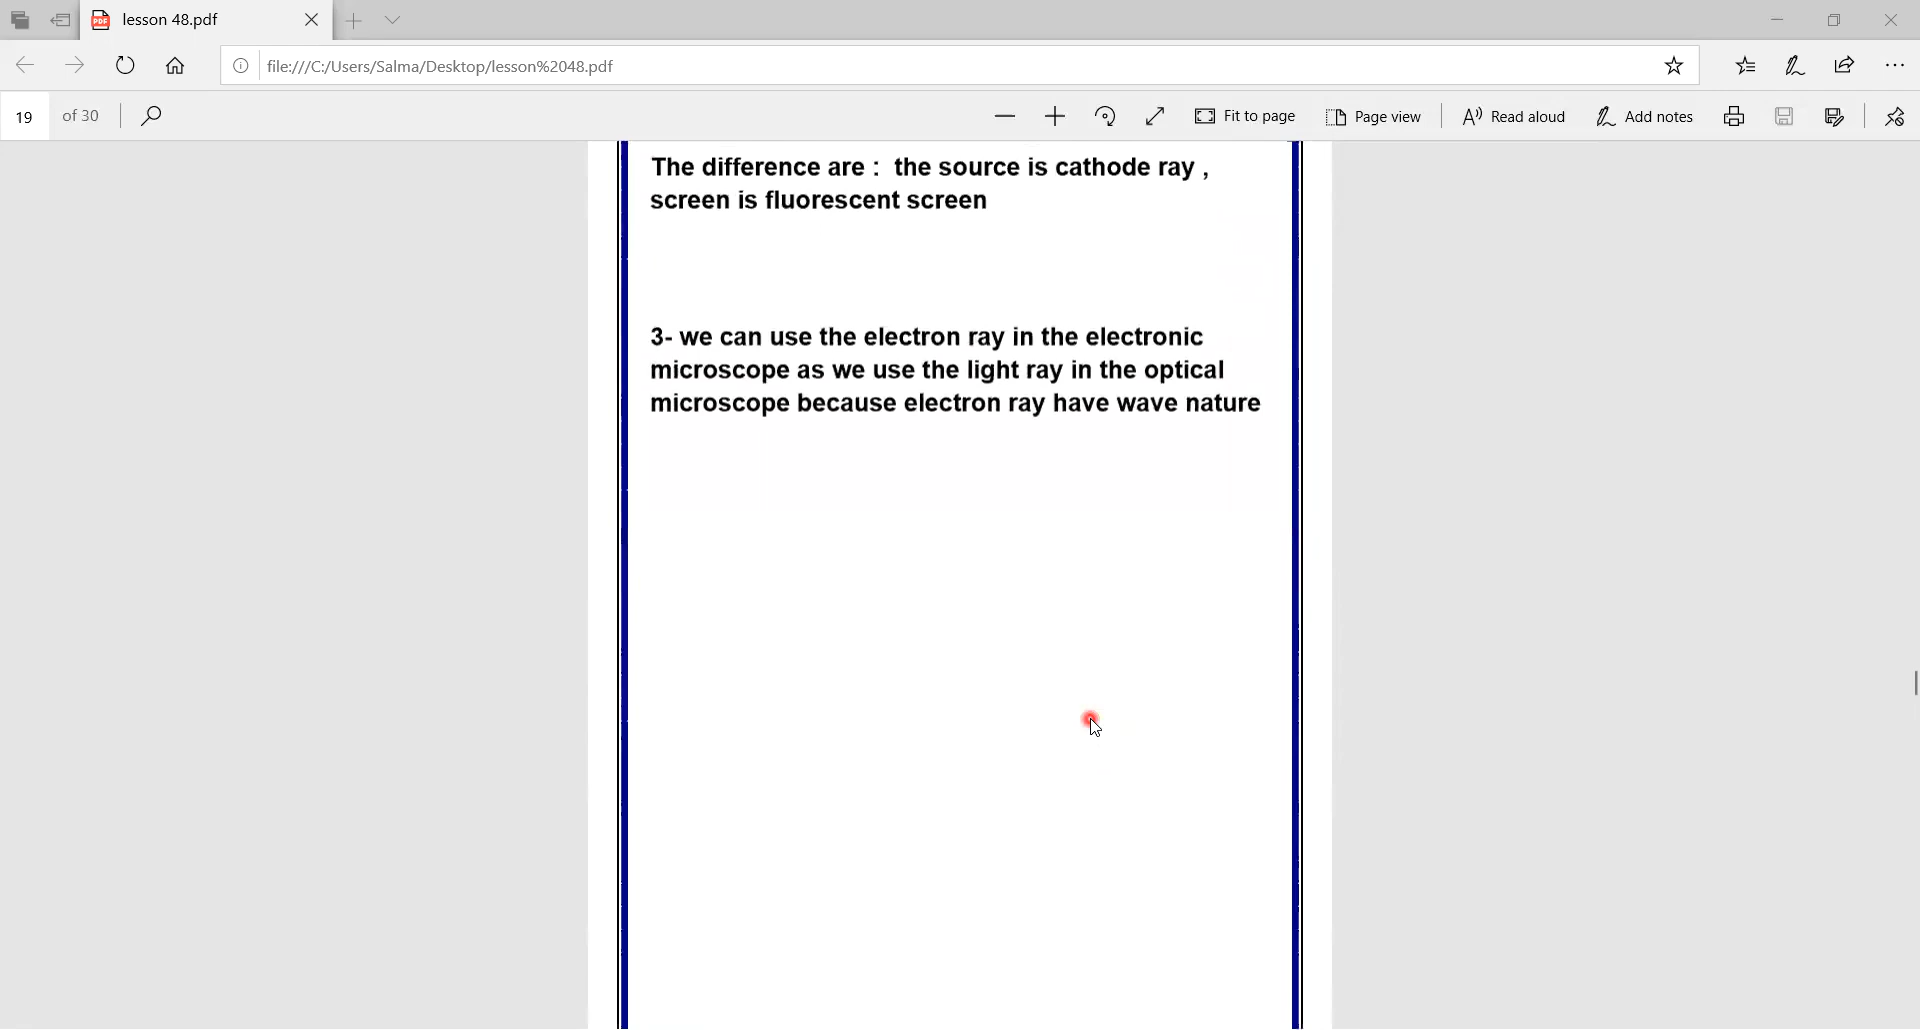 lesson 48.pdf
file:///C:/Users/Salma/Desktop/lesson%2048.pdf
19 of 30 Fit to page Page view Read aloud Add notes
The difference are : the source is cathode ray ,
screen is fluorescent screen
3- we can use the electron ray in the electronic
microscope as we use the light ray in the optical
microscope because electron ray have wave nature